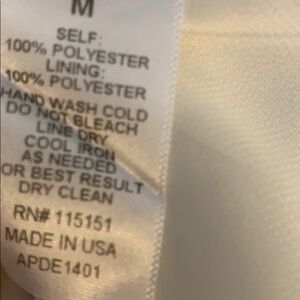 M
SELF:
100% POLYESTER
LINING:
100% POLYESTER
HAND WASH COLD
DO NOT BLEACH
LINE DRY
COOL IRON
AS NEEDED
OR BEST RESULT
DRY CLEAN
RN# 115151
MADE IN USA
APDE1401